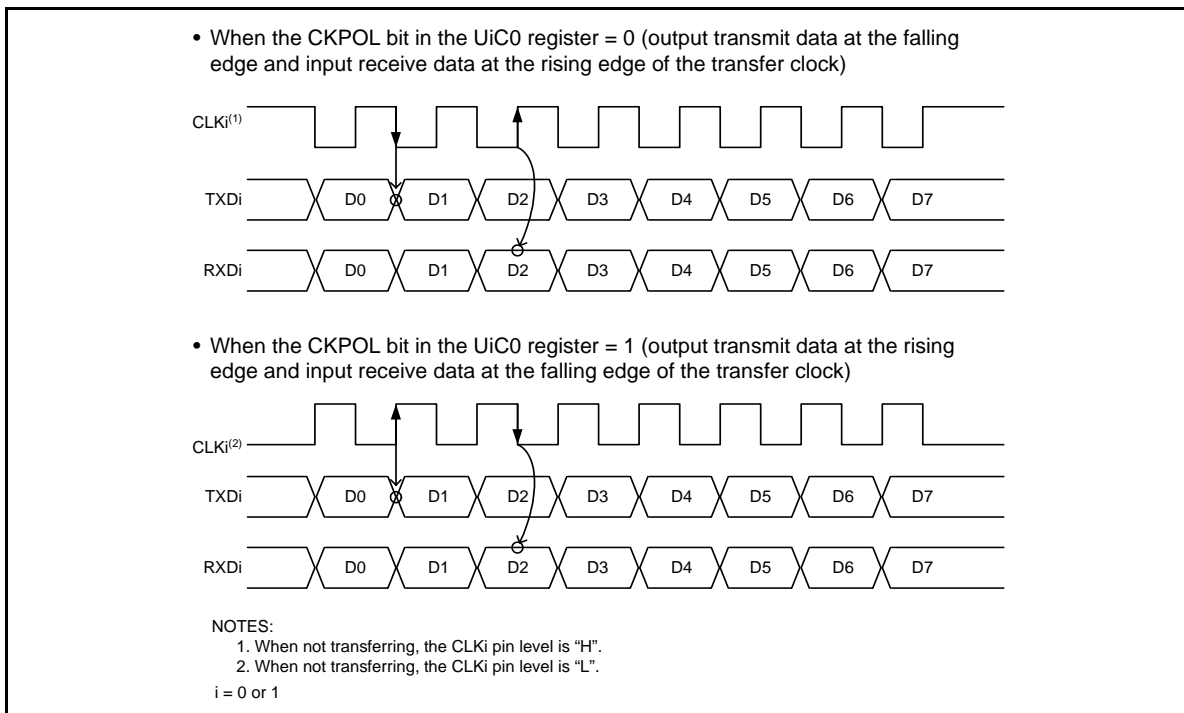 • When the CKPOL bit in the UiC0 register = 0 (output transmit data at the falling
edge and input receive data at the rising edge of the transfer clock)
CLKi(1)
TXDi D0 D1 D2 D3 D4 D5 D6 D7
RXDi D0 D1 D2 D3 D4 D5 D6 D7
• When the CKPOL bit in the UiC0 register = 1 (output transmit data at the rising
edge and input receive data at the falling edge of the transfer clock)
CLKi(2)
TXDi D0 D1 D2 D3 D4 D5 D6 D7
RXDi D0 D1 D2 D3 D4 D5 D6 D7
NOTES:
1. When not transferring, the CLKi pin level is “H”.
2. When not transferring, the CLKi pin level is “L”.
i = 0 or 1